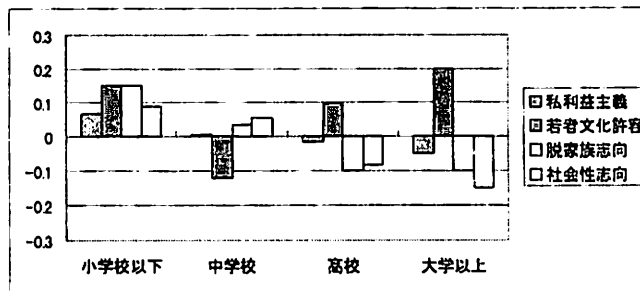 0.3
0.2
0.1
0
-0.1
-0.2
-0.3
小学校以下 中学校 高校 大学以上
私利益主義
若者文化許容
脱家族志向
社会性志向